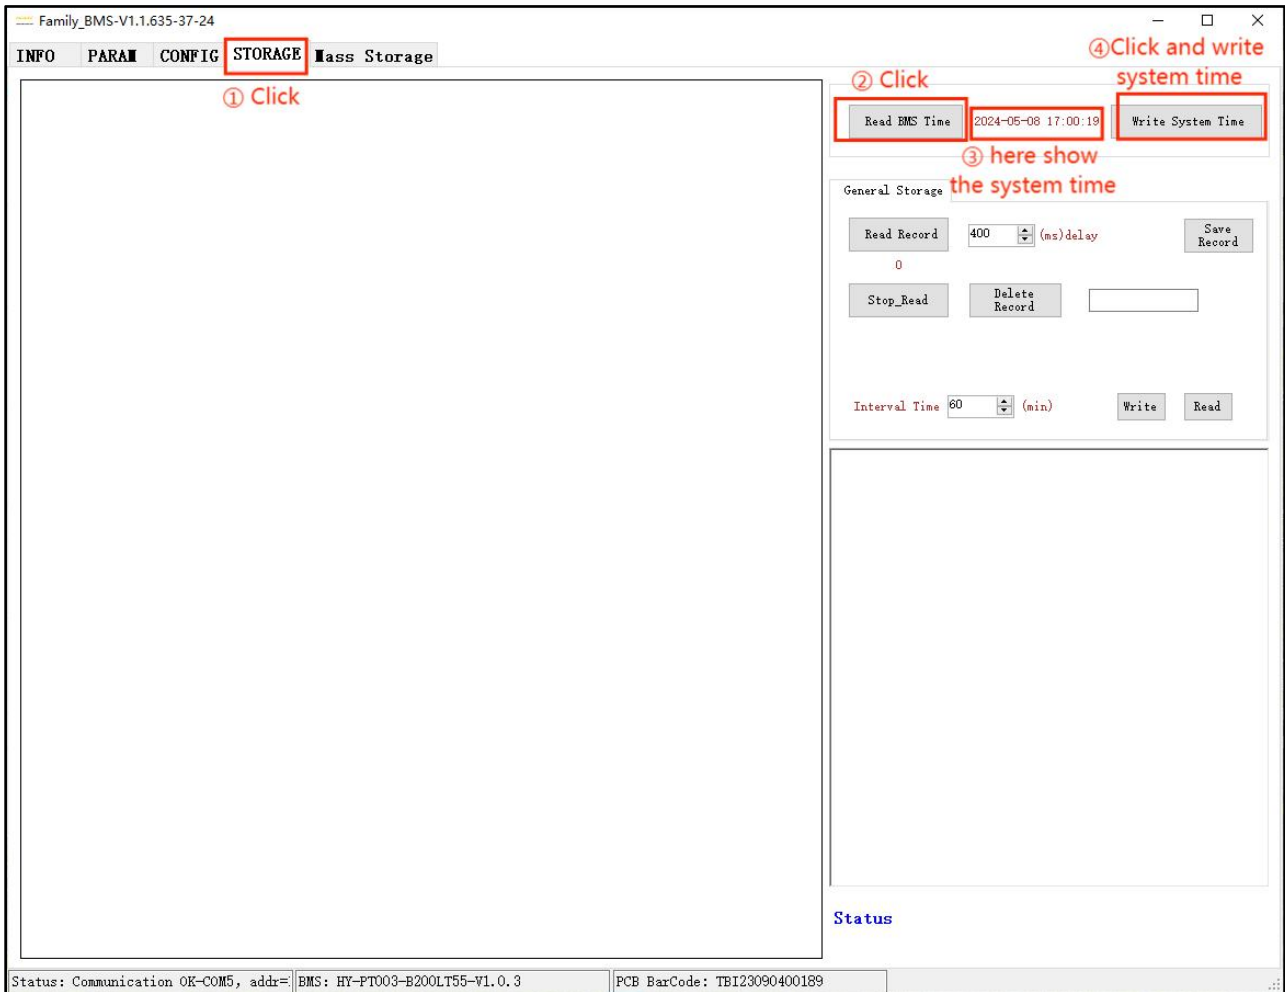 Family_BMS-V1.1.635-37-24
INFO PARAM CONFIG STORAGE Mass Storage
① Click
② Click
④Click and write
system time
Read BMS Time 2024-05-08 17:00:19 Write System Time
③ here show
the system time
General Storage
Read Record 400 (ms)delay Save
Record
0
Stop_Read Delete
Record
Interval Time 60 (min) Write Read
Status
Status: Communication OK-COM5, addr= BMS: HY-PT003-B200LT55-V1.0.3 PCB BarCode: TBI23090400189